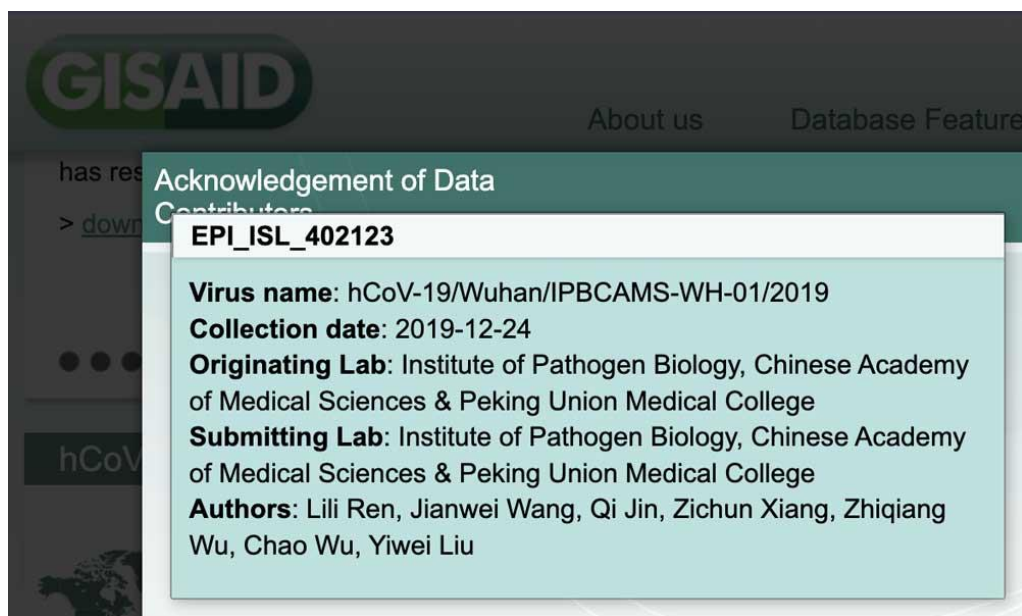 GISAID
About us Database Feature
has res
Acknowledgement of Data
Contributors
> down
EPI_ISL_402123
Virus name: hCoV-19/Wuhan/IPBCAMS-WH-01/2019
Collection date: 2019-12-24
Originating Lab: Institute of Pathogen Biology, Chinese Academy
of Medical Sciences & Peking Union Medical College
Submitting Lab: Institute of Pathogen Biology, Chinese Academy
of Medical Sciences & Peking Union Medical College
hCoV
Authors: Lili Ren, Jianwei Wang, Qi Jin, Zichun Xiang, Zhiqiang
Wu, Chao Wu, Yiwei Liu